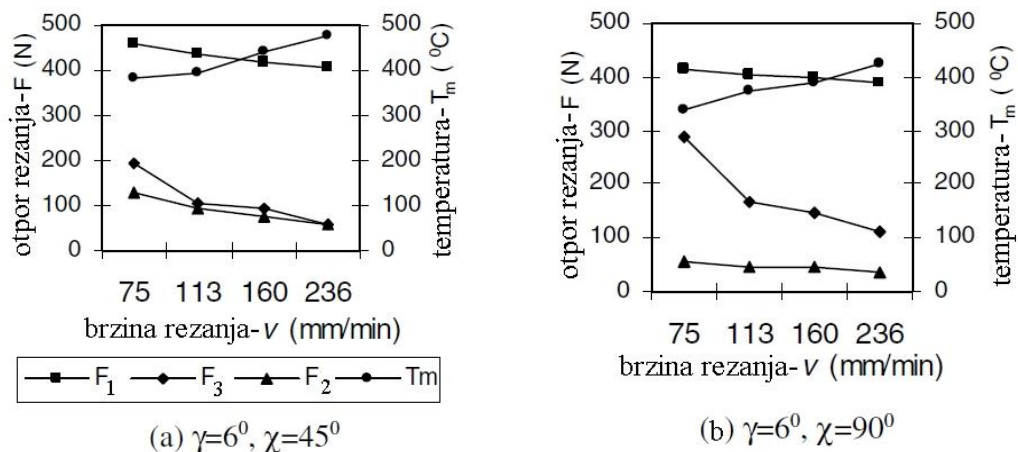 500
400
300
200
100
0
otpor rezanja-F (N)
500
400
300
200
100
0
temperatura-Tm ( ⁰C)
75 113 160 236
brzina rezanja- v (mm/min)
F1 F3 F2 Tm
(a) γ=6⁰, χ=45⁰
500
400
300
200
100
0
otpor rezanja-F (N)
500
400
300
200
100
0
temperatura-Tm ( ⁰C)
75 113 160 236
brzina rezanja- v (mm/min)
(b) γ=6⁰, χ=90⁰